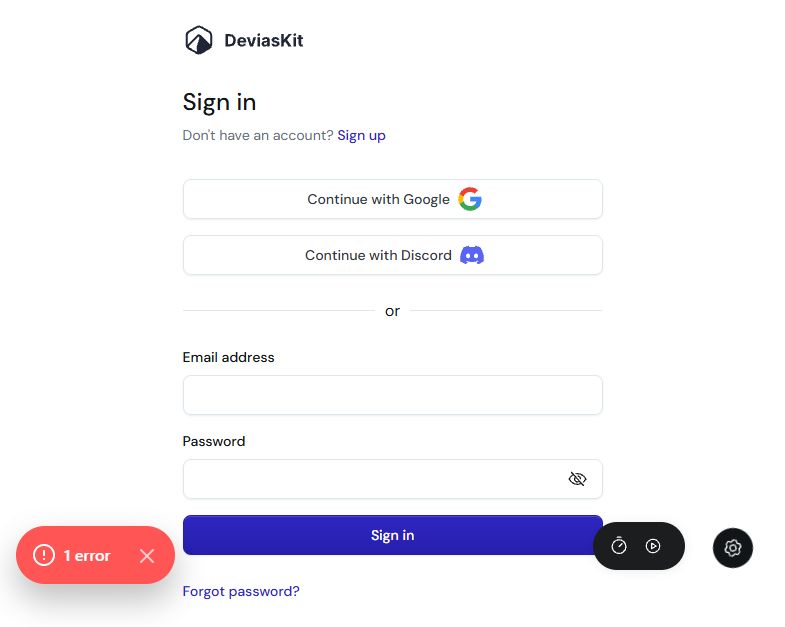 DeviasKit
Sign in
Don't have an account? Sign up
Continue with Google
Continue with Discord
or
Email address
Password
Sign in
1 error
Forgot password?